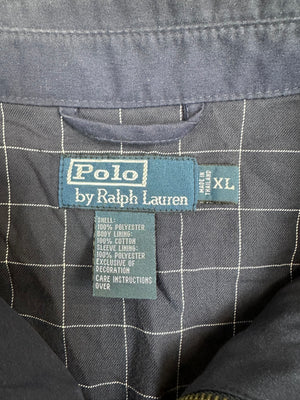 Polo
by Ralph Lauren
MADE IN
THAILAND
XL
SHELL:
100% POLYESTER
BODY LINING:
100% COTTON
SLEEVE LINING:
100% POLYESTER
EXCLUSIVE OF
DECORATION
CARE INSTRUCTIONS
OVER